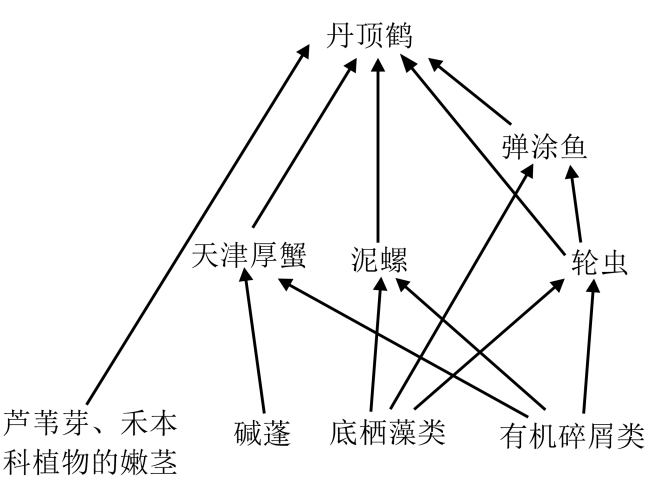 丹顶鹤
弹涂鱼
天津厚蟹
泥螺
轮虫
芦苇芽、禾本
科植物的嫩茎
碱蓬
底栖藻类
有机碎屑类